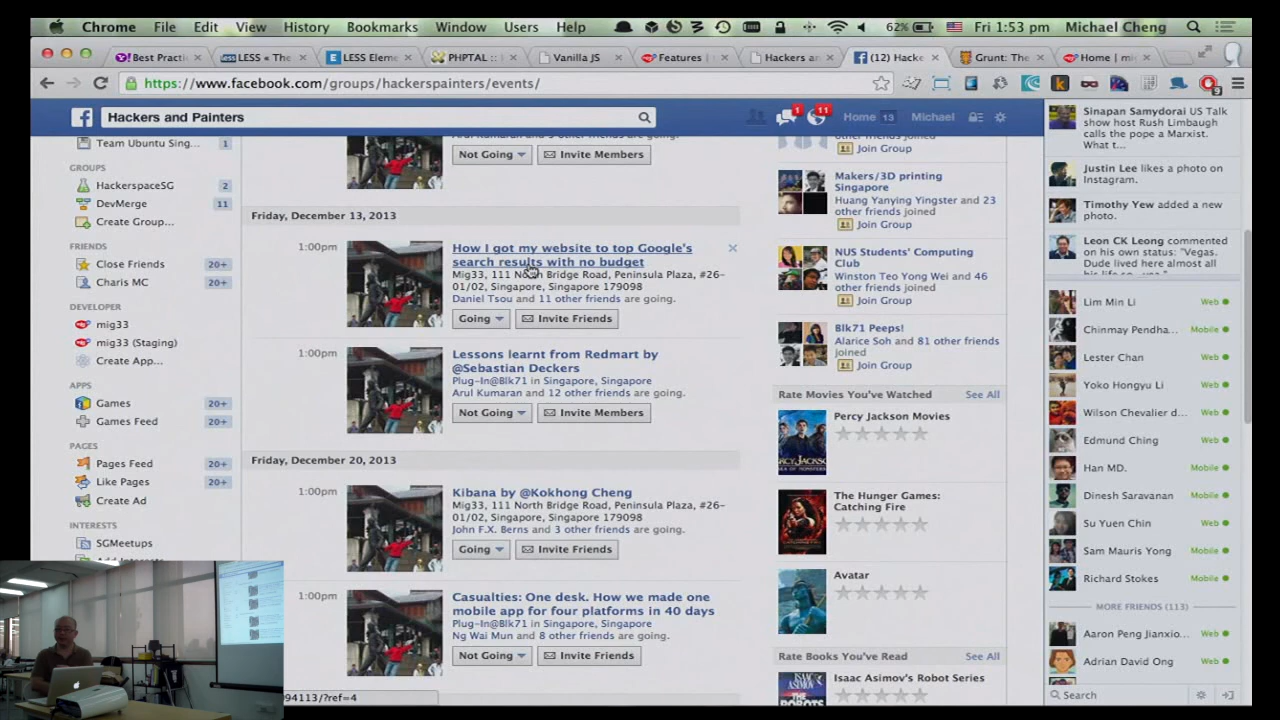 Chrome File Edit View History Bookmarks Window Users Help 62% Fri 1:53 pm Michael Cheng
Best Practi
LESS « The
LESS Eleme
PHPTAL ::
Vanilla JS
Features |
Hackers an
(12) Hacke
Grunt: The
Home | mi
https://www.facebook.com/groups/hackerspainters/events/
Hackers and Painters
1
11
Home 13
Michael
Team Ubuntu Sing... 1
GROUPS
HackerspaceSG 2
DevMerge 11
Create Group...
FRIENDS
Close Friends 20+
Charis MC 20+
DEVELOPER
mig33
mig33 (Staging)
Create App...
APPS
Games 20+
Games Feed
PAGES
Pages Feed 20+
Like Pages 20+
Create Ad
INTERESTS
SGMeetups
Not Going
Invite Members
Friday, December 13, 2013
1:00pm
How I got my website to top Google's
search results with no budget
Mig33, 111 North Bridge Road, Peninsula Plaza, #26-
01/02, Singapore, Singapore 179098
Daniel Tsou and 11 other friends are going.
Going
Invite Friends
1:00pm
Lessons learnt from Redmart by
@Sebastian Deckers
Plug-In@Blk71 in Singapore, Singapore
Arul Kumaran and 12 other friends are going.
Not Going
Invite Members
Friday, December 20, 2013
1:00pm
Kibana by @Kokhong Cheng
Mig33, 111 North Bridge Road, Peninsula Plaza, #26-
01/02, Singapore, Singapore 179098
John F.X. Berns and 3 other friends are going.
Going
Invite Friends
1:00pm
Casualties: One desk. How we made one
mobile app for four platforms in 40 days
Plug-In@Blk71 in Singapore, Singapore
Ng Wai Mun and 8 other friends are going.
Not Going
Invite Friends
94113/?ref=4
other friends joined
Join Group
Makers/3D printing
Singapore
Huang Yanying Yingster and 23
other friends joined
Join Group
NUS Students' Computing
Club
Winston Teo Yong Wei and 46
other friends joined
Join Group
Blk71 Peeps!
Alarice Soh and 81 other friends
joined
Join Group
Rate Movies You've Watched See All
Percy Jackson Movies
The Hunger Games:
Catching Fire
Avatar
Rate Books You've Read See All
Isaac Asimov's Robot Series
Sinapan Samydorai US Talk
show host Rush Limbaugh
calls the pope a Marxist.
What t...
Justin Lee likes a photo on
Instagram.
Timothy Yew added a new
photo.
Leon CK Leong commented
on his own status: "Vegas.
Dude lived here almost all
Lim Min Li Web
Chinmay Pendha... Mobile
Lester Chan Web
Yoko Hongyu Li Web
Wilson Chevalier d... Web
Edmund Ching Web
Han MD. Mobile
Dinesh Saravanan Mobile
Su Yuen Chin Web
Sam Mauris Yong Mobile
Richard Stokes Mobile
MORE FRIENDS (113)
Aaron Peng Jianxio... Web
Adrian David Ong Web
Search